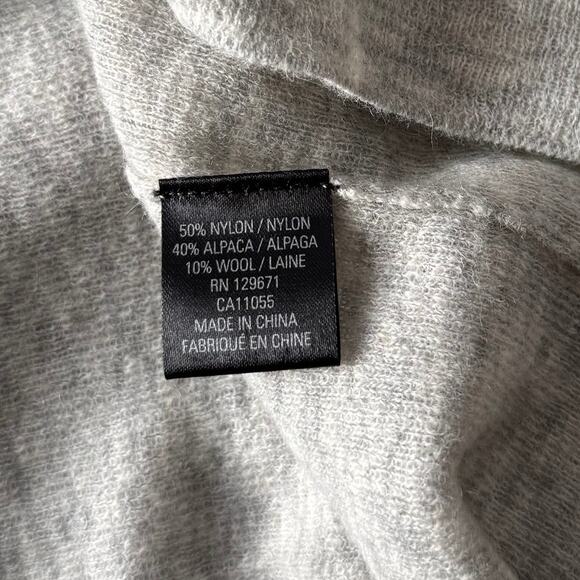 50% NYLON / NYLON
40% ALPACA / ALPAGA
10% WOOL / LAINE
RN 129671
CA11055
MADE IN CHINA
FABRIQUÉ EN CHINE